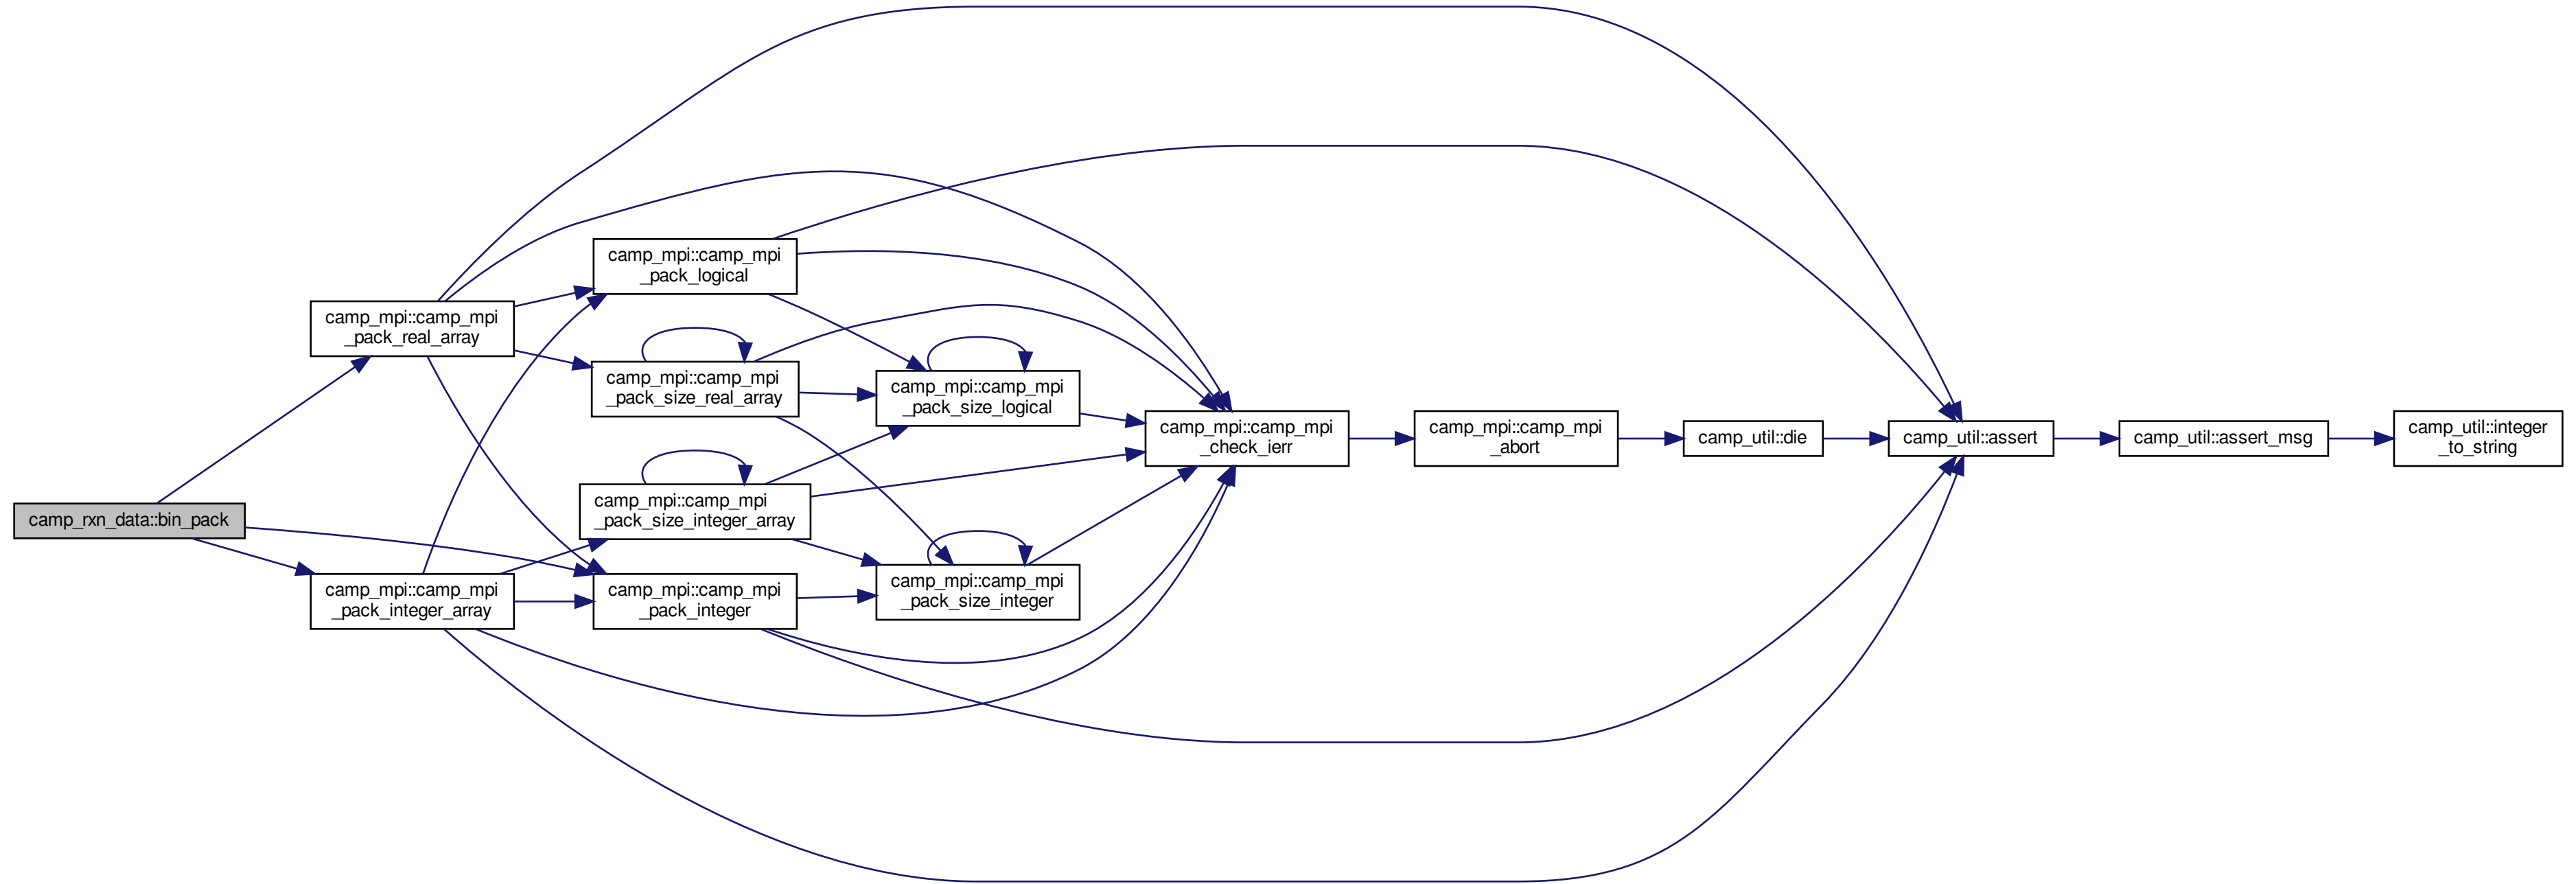 camp_rxn_data::bin_pack
camp_mpi::camp_mpi
_pack_real_array
camp_mpi::camp_mpi
_pack_integer_array
camp_mpi::camp_mpi
_pack_logical
camp_mpi::camp_mpi
_pack_size_real_array
camp_mpi::camp_mpi
_pack_size_integer_array
camp_mpi::camp_mpi
_pack_integer
camp_mpi::camp_mpi
_pack_size_logical
camp_mpi::camp_mpi
_pack_size_integer
camp_mpi::camp_mpi
_check_ierr
camp_mpi::camp_mpi
_abort
camp_util::die
camp_util::assert
camp_util::assert_msg
camp_util::integer
_to_string